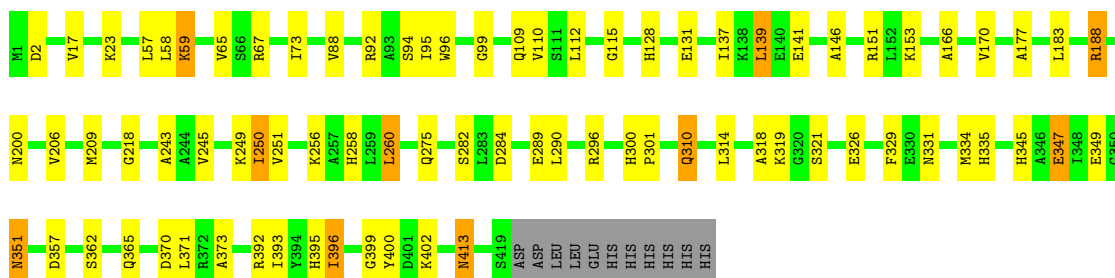 M1 D2 V17 K23 L57 L58 K59 V65 S66 R67 I73 V88 R92 A93 S94 I95 W96 G99 Q109 V110 S111 L112 G115 H128 E131 I137 K138 L139 E140 E141 A146 R151 L152 K153 A166 V170 A177 L183 R188
N200 V206 M209 G218 A243 A244 V245 K249 I250 V251 K256 A257 H258 L259 L260 Q275 S282 L283 D284 E289 L290 R296 H300 P301 Q310 L314 A318 K319 G320 S321 E326 F329 E330 N331 M334 H335 H345 A346 E347 I348 E349 G350
N351 D357 S362 Q365 D370 L371 R372 A373 R392 I393 Y394 H395 I396 G399 Y400 D401 K402 N413 S419 ASP ASP LEU LEU GLU HIS HIS HIS HIS HIS HIS